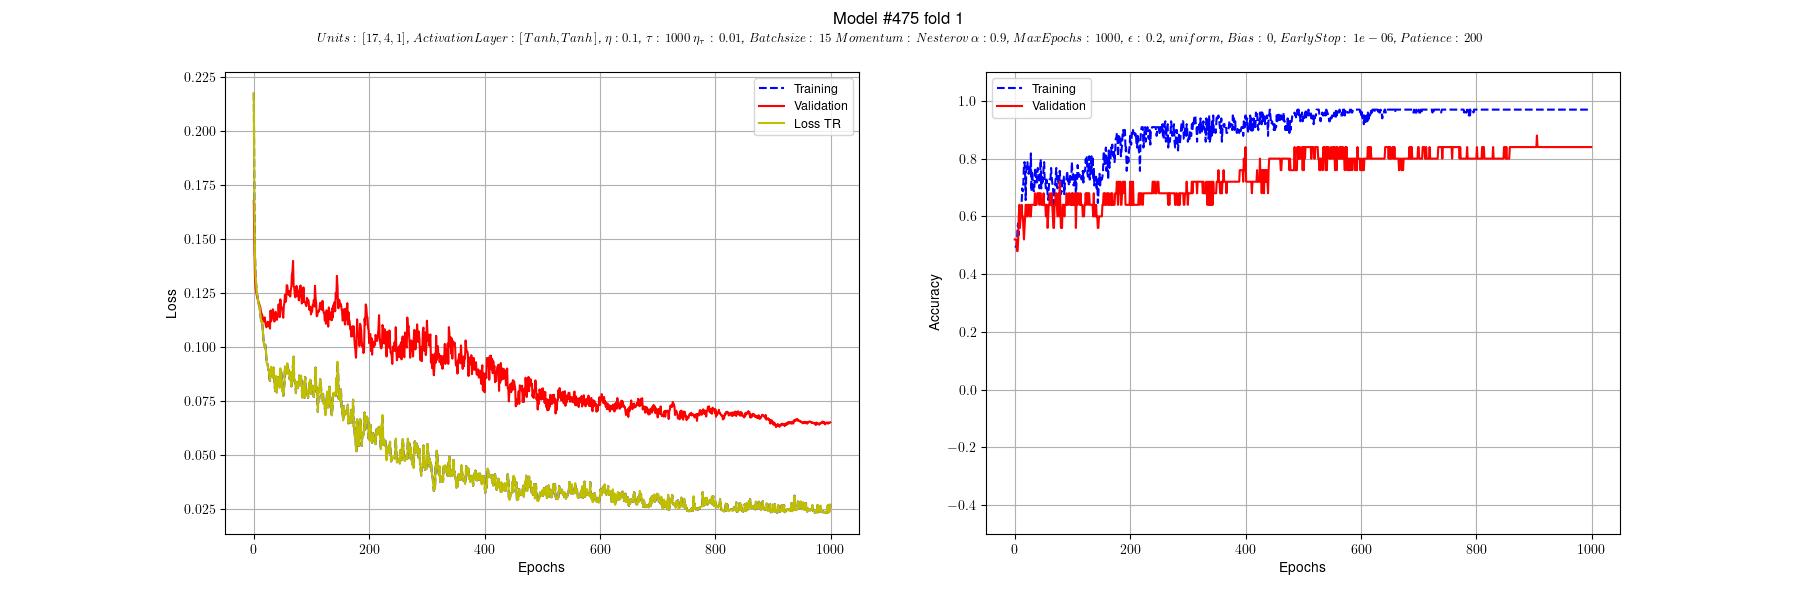 Model #475 fold 1
Units : [17, 4, 1], ActivationLayer : [Tanh, Tanh], η : 0.1, τ : 1000 η_τ : 0.01, Batchsize : 15 Momentum : Nesterov α : 0.9, MaxEpochs : 1000, ϵ : 0.2, uniform, Bias : 0, EarlyStop : 1e − 06, Patience : 200
0.225
0.200
0.175
0.150
0.125
0.100
0.075
0.050
0.025
Loss
Training
Validation
Loss TR
0 200 400 600 800 1000
Epochs
1.0
0.8
0.6
0.4
0.2
0.0
−0.2
−0.4
Accuracy
Training
Validation
0 200 400 600 800 1000
Epochs